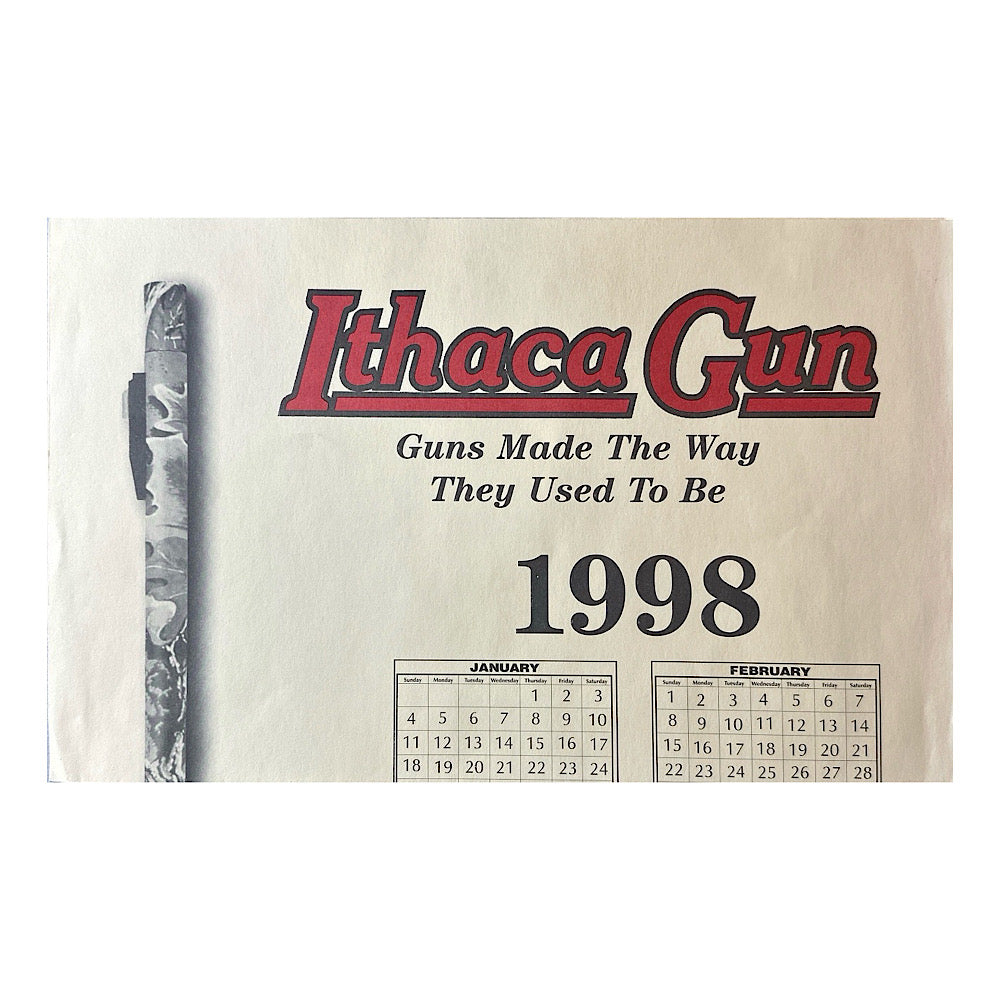 Ithaca Gun
Guns Made The Way
They Used To Be
1998
JANUARY
Sunday Monday Tuesday Wednesday Thursday Friday Saturday
1 2 3
4 5 6 7 8 9 10
11 12 13 14 15 16 17
18 19 20 21 22 23 24
FEBRUARY
Sunday Monday Tuesday Wednesday Thursday Friday Saturday
1 2 3 4 5 6 7
8 9 10 11 12 13 14
15 16 17 18 19 20 21
22 23 24 25 26 27 28